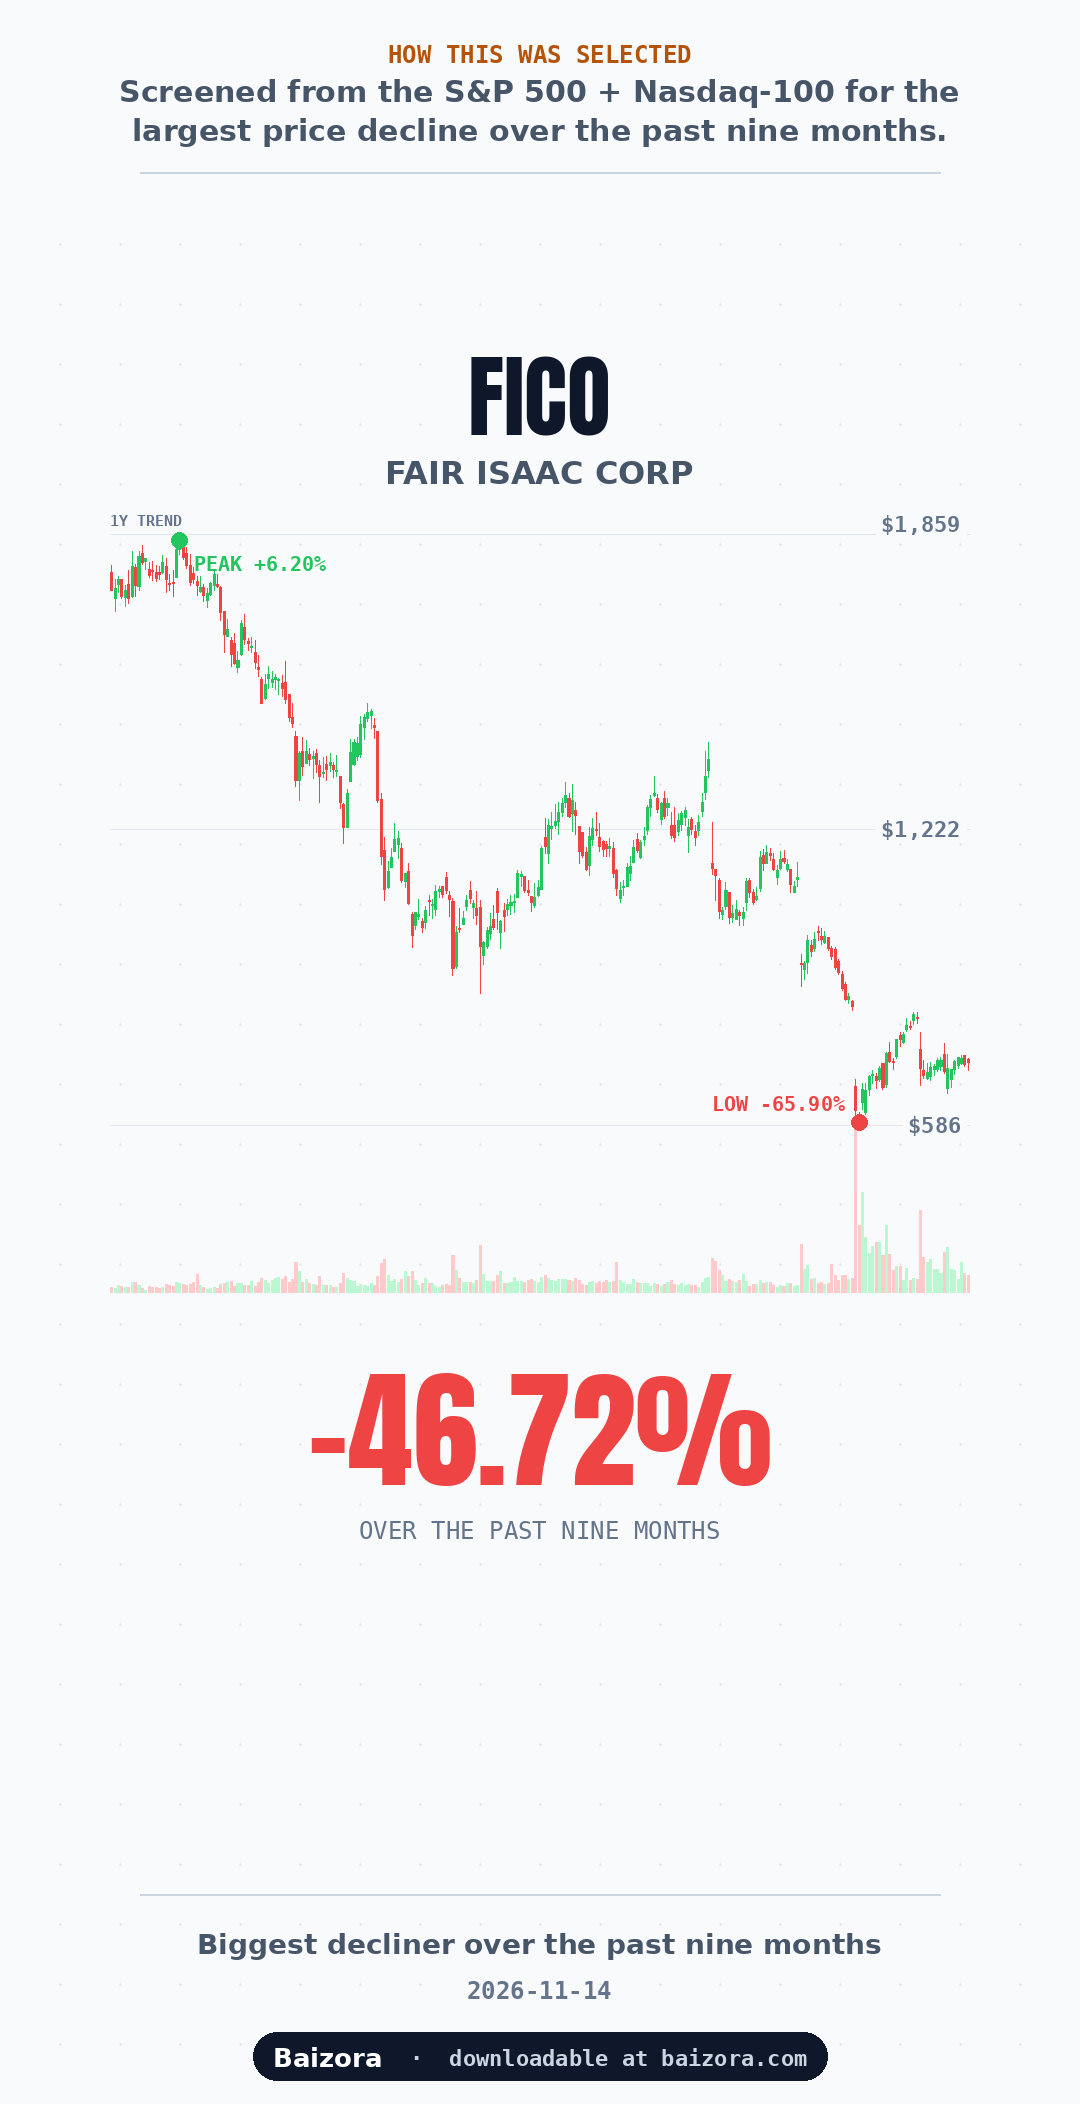 HOW THIS WAS SELECTED
Screened from the S&P 500 + Nasdaq-100 for the
largest price decline over the past nine months.
FICO
FAIR ISAAC CORP
1Y TREND
$1,859
PEAK +6.20%
$1,222
LOW -65.90%
$586
-46.72%
OVER THE PAST NINE MONTHS
Biggest decliner over the past nine months
2026-11-14
Baizora · downloadable at baizora.com